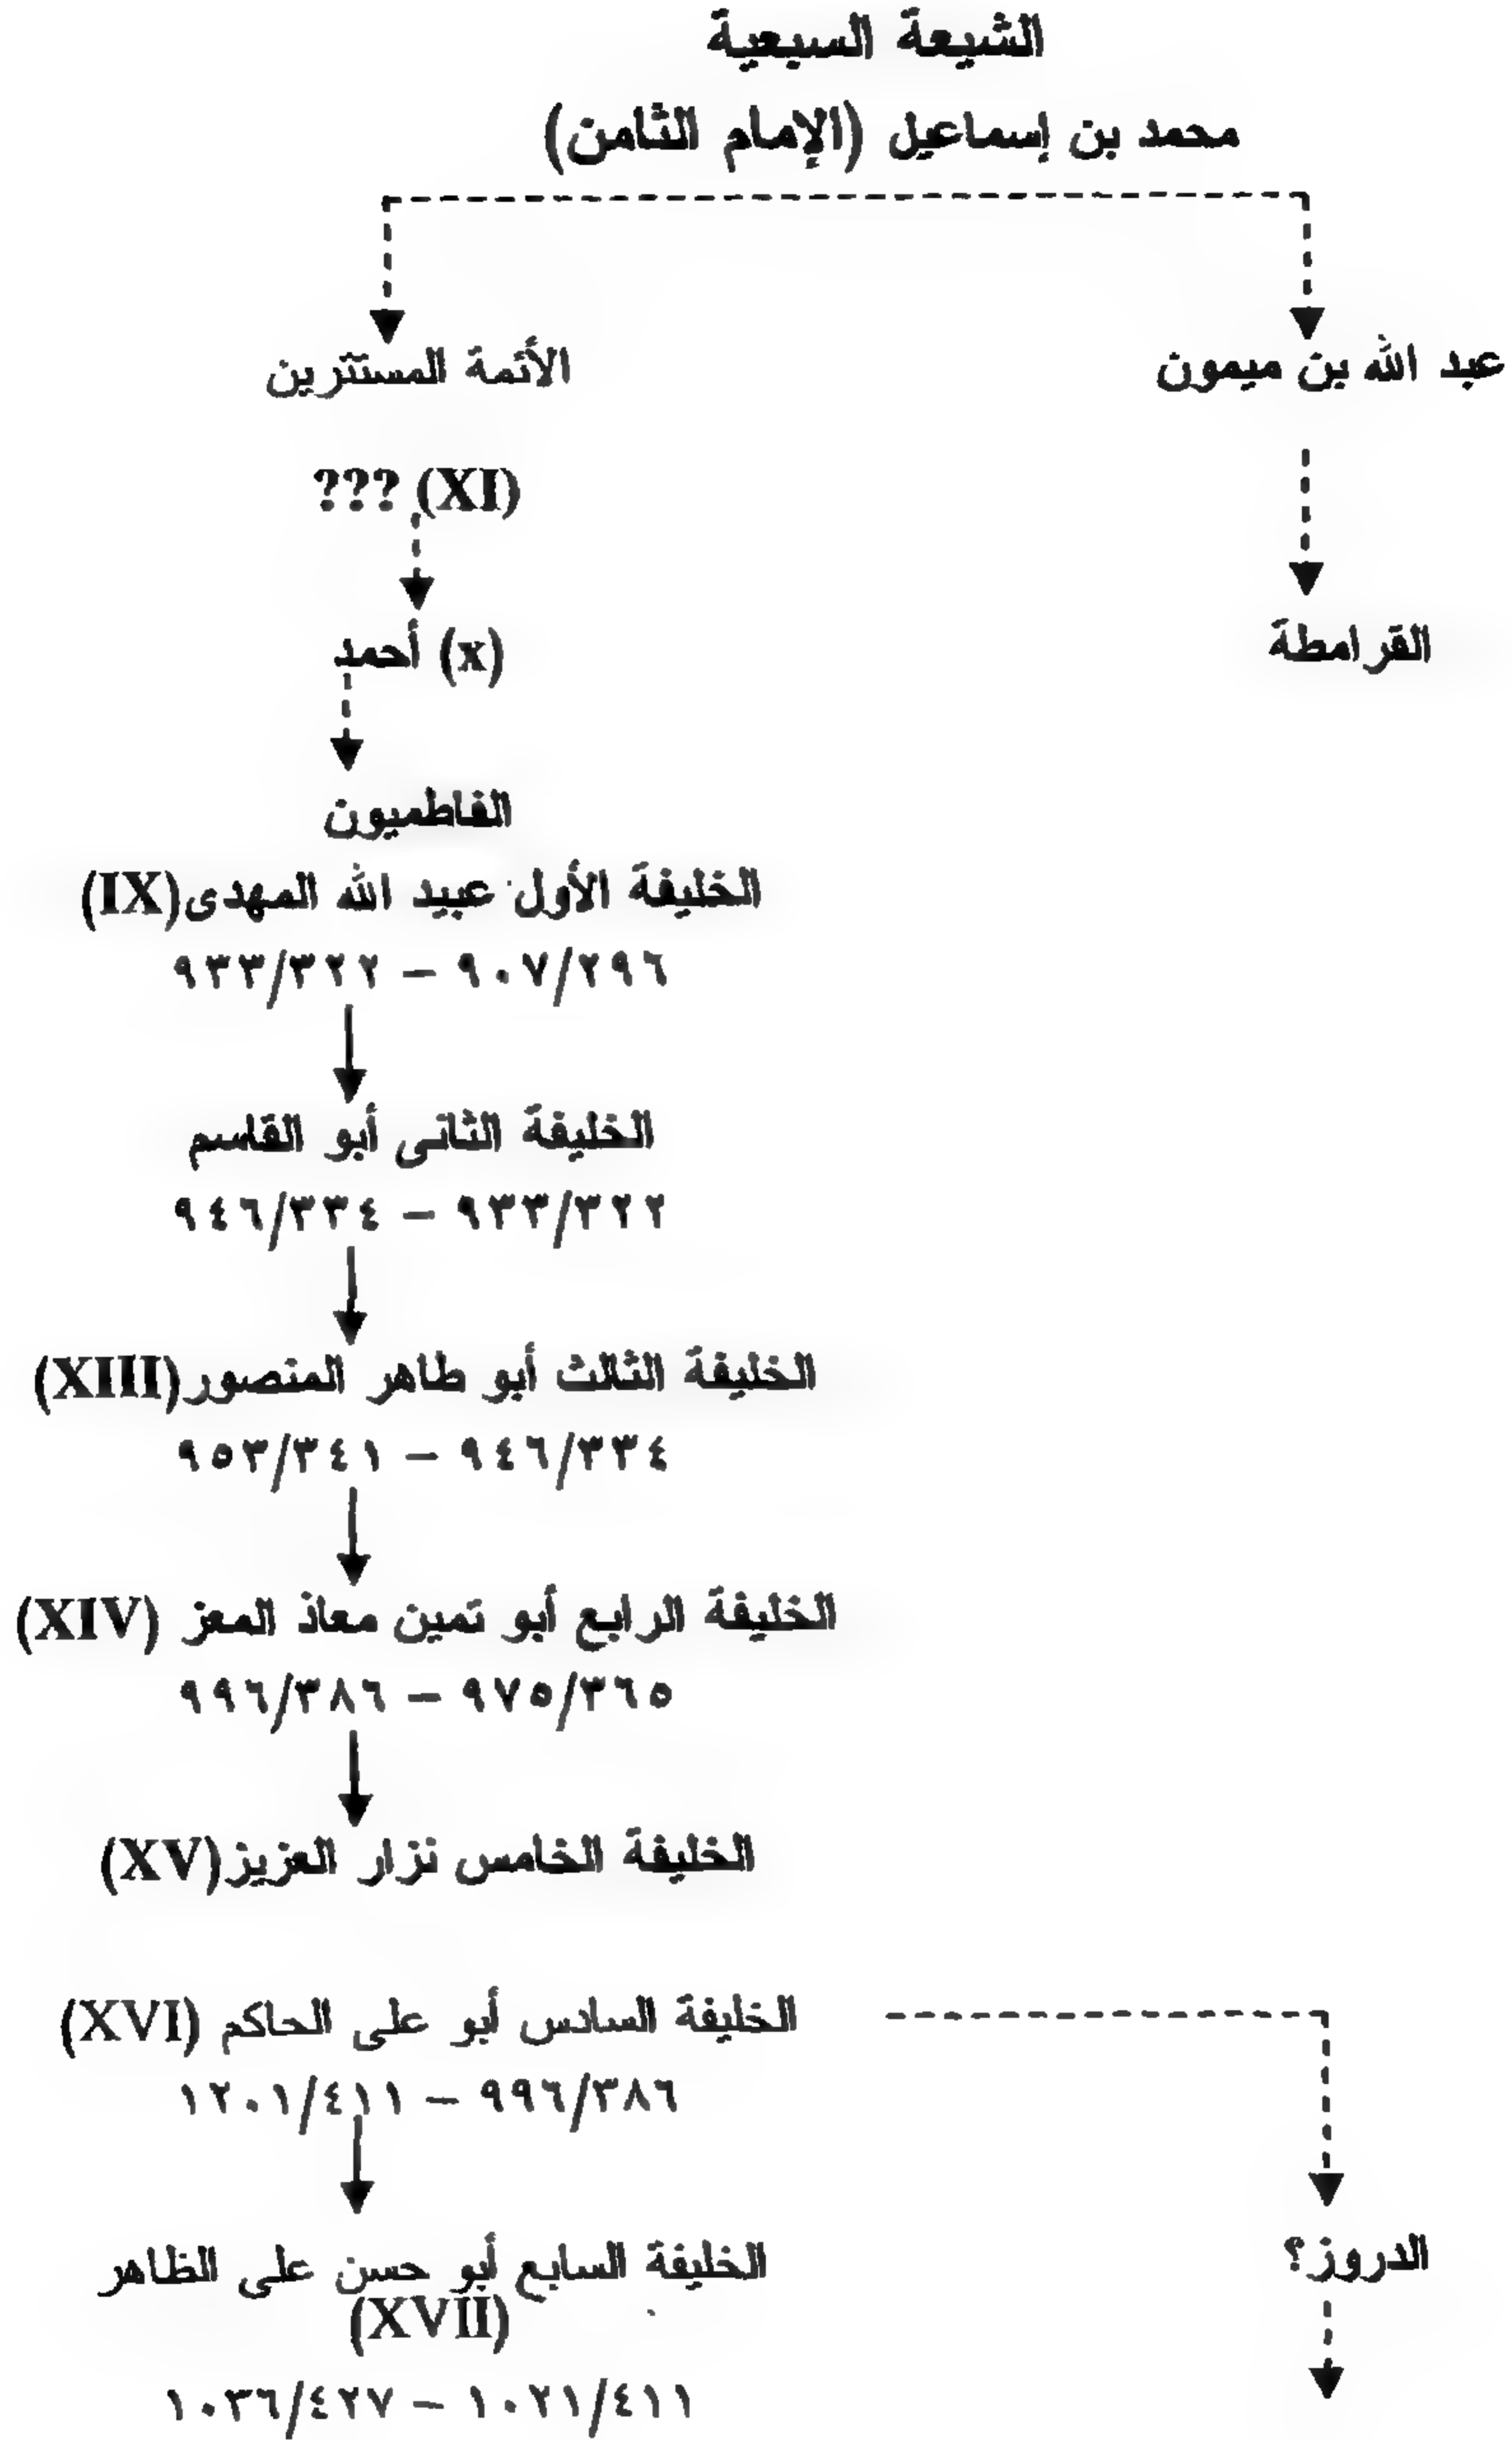 الشيعة السبعية
محمد بن إسماعيل (الإمام الثامن)
عبد الله بن ميمون
الأئمة المستترين
??? (XI)
القرامطة
(x) أحمد
الفاطميون
الخليفة الأول عبيد الله المهدى(IX)
٩٠٧/٢٩٦ – ٩٣٣/٣٢٢
الخليفة الثانى أبو القاسم
٩٣٣/٣٢٢ – ٩٤٦/٣٣٤
الخليفة الثالث أبو طاهر المنصور(XIII)
٩٤٦/٣٣٤ – ٩٥٣/٣٤١
الخليفة الرابع أبو تمين معاذ المعز (XIV)
٩٧٥/٣٦٥ – ٩٩٦/٣٨٦
الخليفة الخامس نزار العزيز(XV)
الخليفة السادس أبو على الحاكم (XVI)
٩٩٦/٣٨٦ – ١٢٠١/٤١١
الدروز؟
الخليفة السابع أبو حسن على الظاهر
(XVII)
١٠٢١/٤١١ – ١٠٣٦/٤٢٧